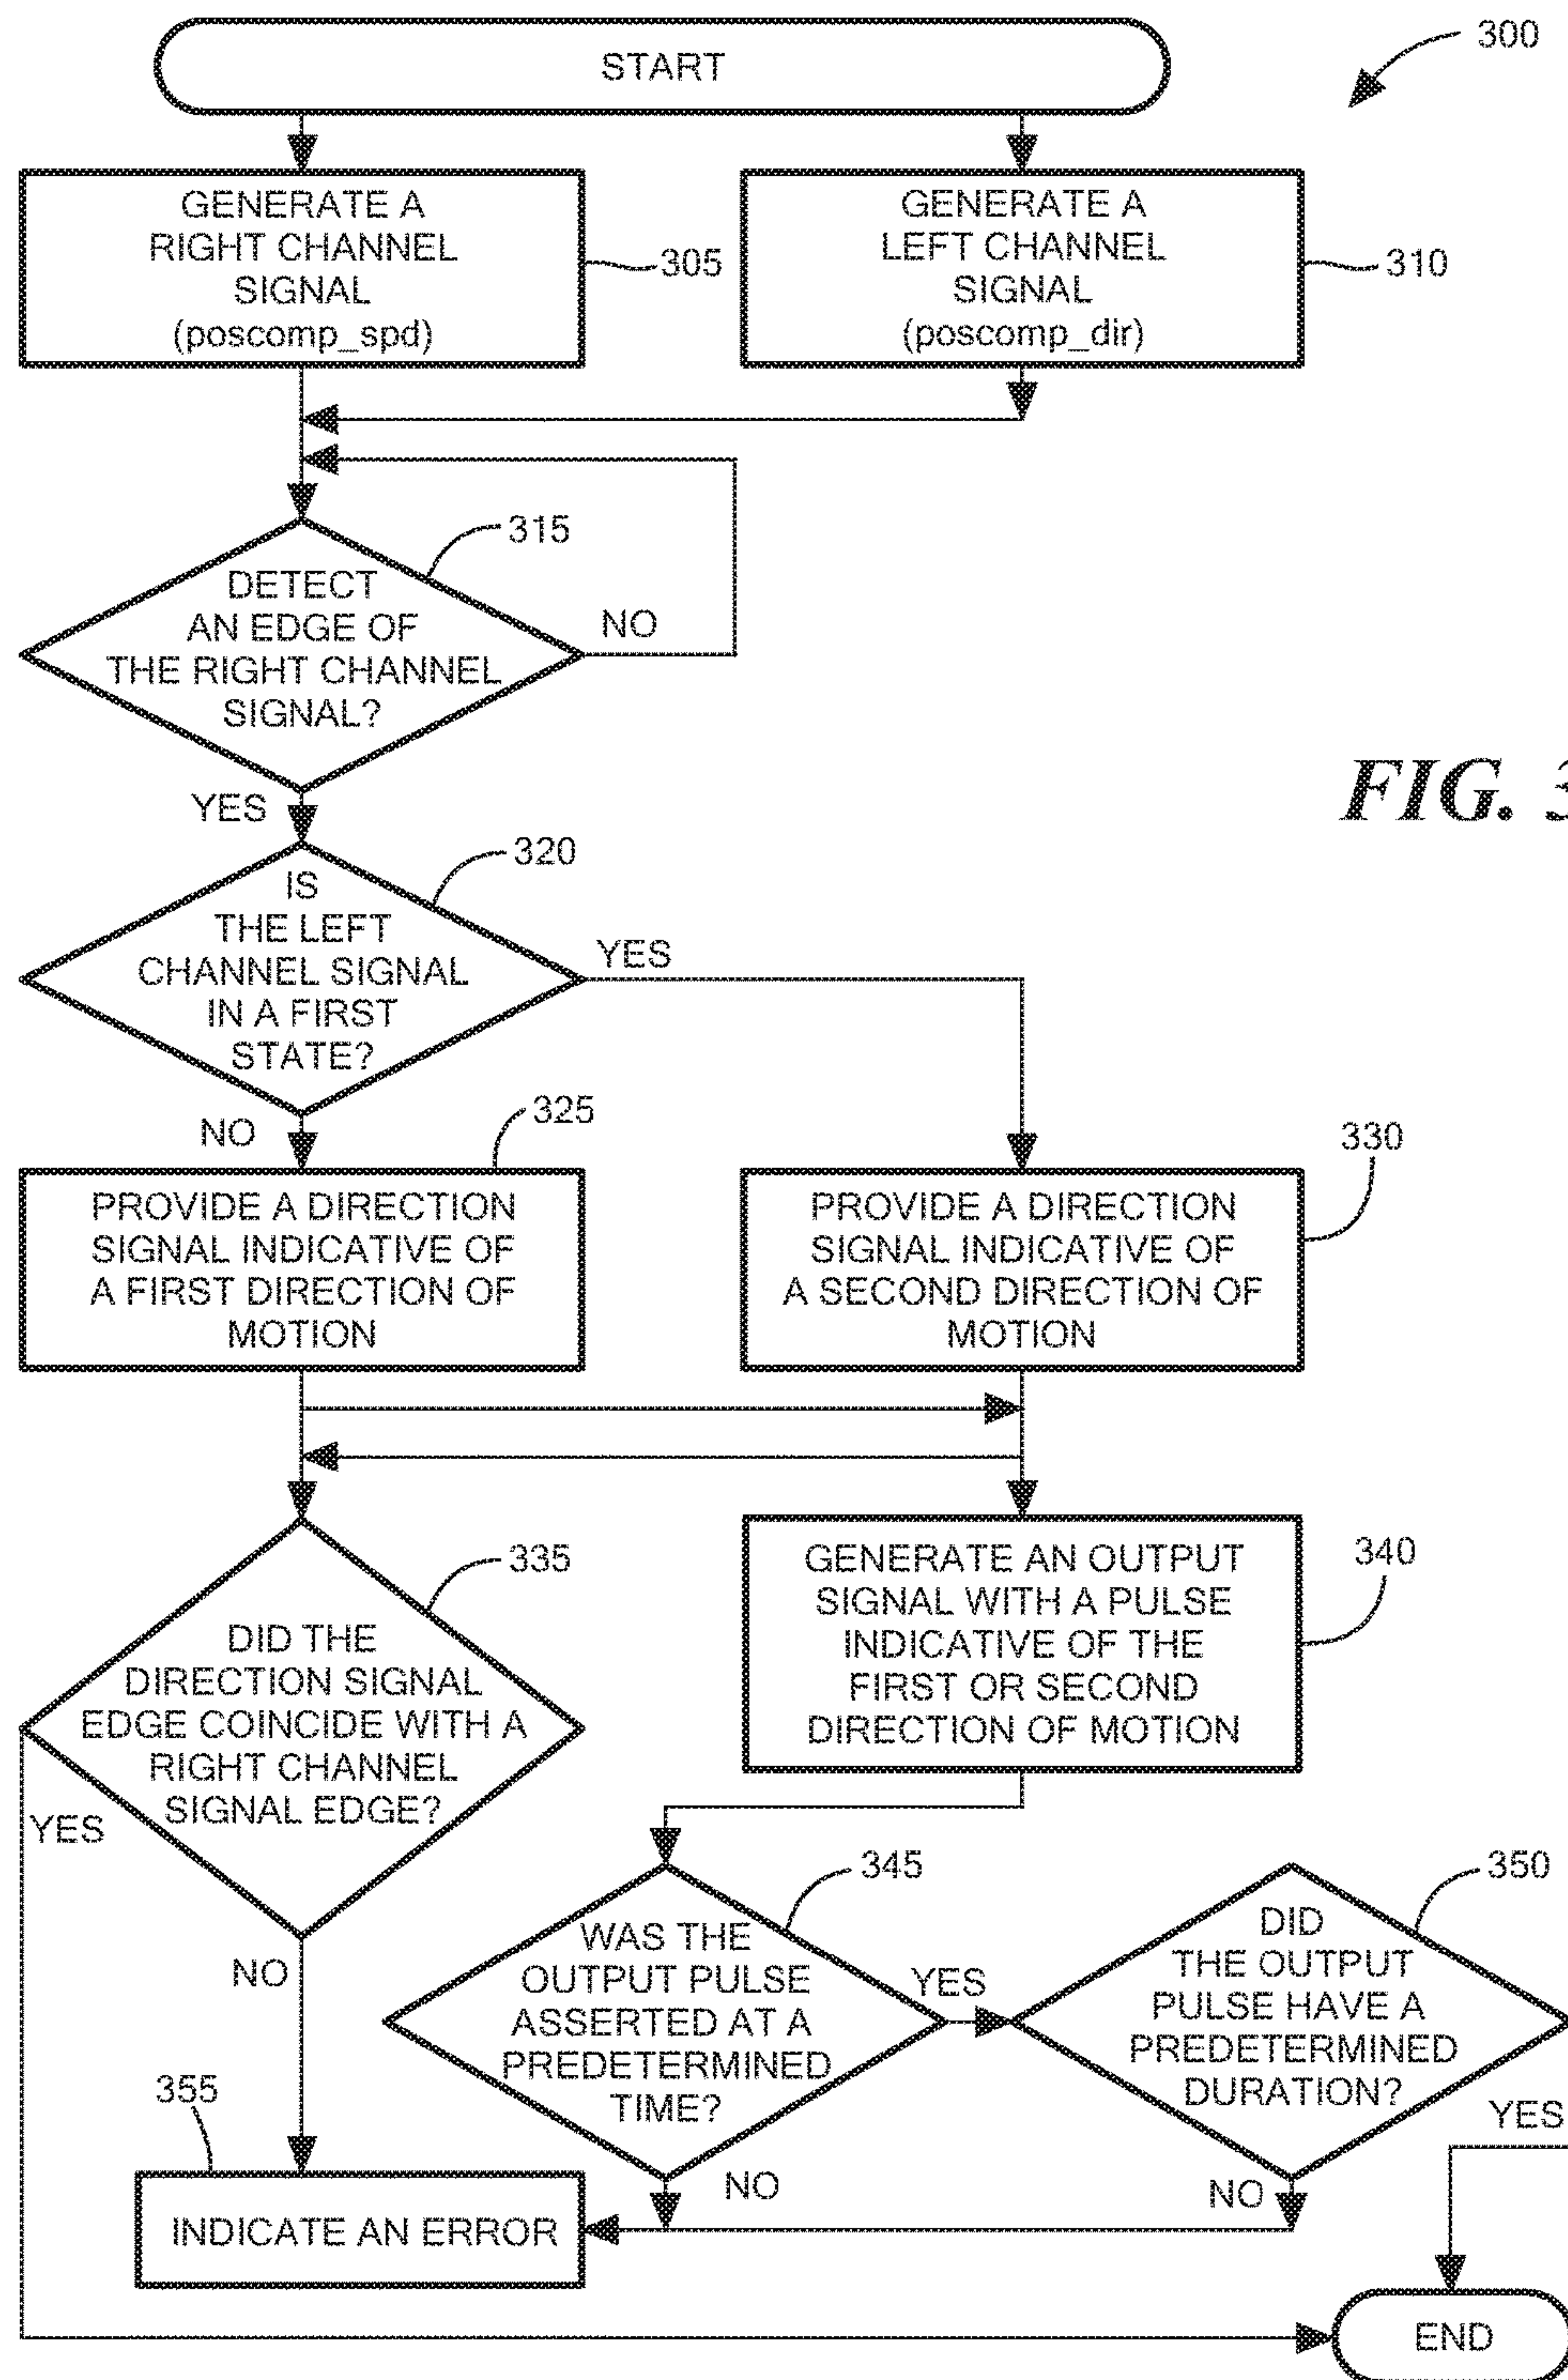 START
300
GENERATE A
RIGHT CHANNEL
SIGNAL
(poscomp_spd)
305
GENERATE A
LEFT CHANNEL
SIGNAL
(poscomp_dir)
310
315
DETECT
AN EDGE OF
THE RIGHT CHANNEL
SIGNAL?
NO
YES
FIG. 3
320
IS
THE LEFT
CHANNEL SIGNAL
IN A FIRST
STATE?
YES
NO
325
PROVIDE A DIRECTION
SIGNAL INDICATIVE OF
A FIRST DIRECTION OF
MOTION
330
PROVIDE A DIRECTION
SIGNAL INDICATIVE OF
A SECOND DIRECTION OF
MOTION
335
DID THE
DIRECTION SIGNAL
EDGE COINCIDE WITH A
RIGHT CHANNEL
SIGNAL EDGE?
YES
NO
340
GENERATE AN OUTPUT
SIGNAL WITH A PULSE
INDICATIVE OF THE
FIRST OR SECOND
DIRECTION OF MOTION
345
WAS THE
OUTPUT PULSE
ASSERTED AT A
PREDETERMINED
TIME?
YES
NO
350
DID
THE OUTPUT
PULSE HAVE A
PREDETERMINED
DURATION?
YES
NO
355
INDICATE AN ERROR
END